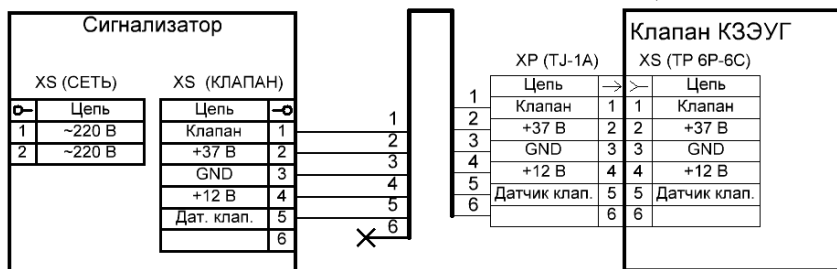 Сигнализатор
Клапан КЗЭУГ
XP (TJ-1A) XS (TP 6P-6C)
XS (СЕТЬ) XS (КЛАПАН)
Цепь Цепь
1 ~220 В
2 ~220 В
Клапан 1
+37 В 2
GND 3
+12 В 4
Дат. клап. 5
6
1
2
3
4
5
6
1
2
3
4
5
6
Цепь Цепь
Клапан 1 1 Клапан
+37 В 2 2 +37 В
GND 3 3 GND
+12 В 4 4 +12 В
Датчик клап. 5 5 Датчик клап.
6 6